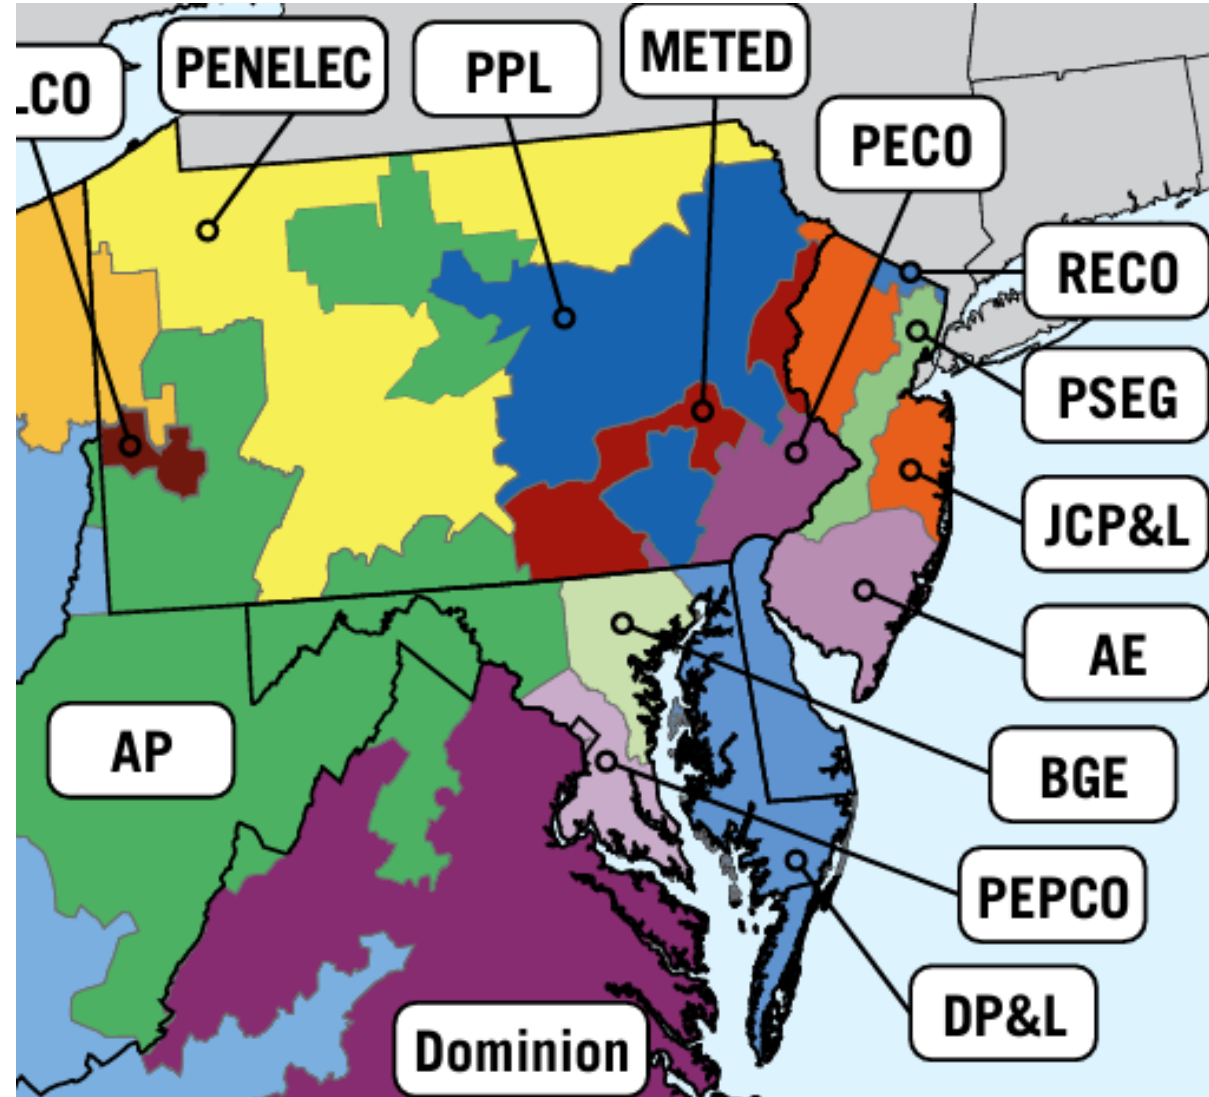 METED
PENELEC
PPL
LCO
PECO
RECO
PSEG
JCP&L
AE
AP
BGE
PEPCO
DP&L
Dominion